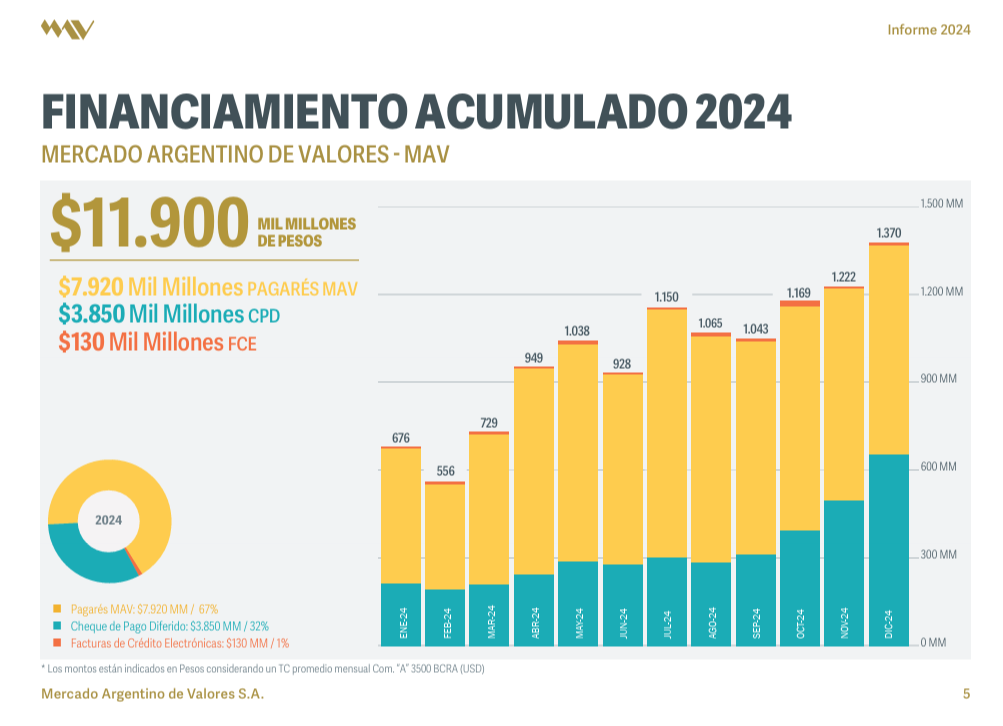 MAV
Informe 2024
FINANCIAMIENTO ACUMULADO 2024
MERCADO ARGENTINO DE VALORES - MAV
$11.900 MIL MILLONES
DE PESOS
$7.920 Mil Millones PAGARÉS MAV
$3.850 Mil Millones CPD
$130 Mil Millones FCE
2024
Pagarés MAV: $7.920 MM / 67%
Cheque de Pago Diferido: $3.850 MM / 32%
Facturas de Crédito Electrónicas: $130 MM / 1%
1.500 MM
1.200 MM
900 MM
600 MM
300 MM
0 MM
676
556
729
949
1.038
928
1.150
1.065
1.043
1.169
1.222
1.370
ENE-24
FEB-24
MAR-24
ABR-24
MAY-24
JUN-24
JUL-24
AGO-24
SEP-24
OCT-24
NOV-24
DIC-24
* Los montos están indicados en Pesos considerando un TC promedio mensual Com. “A” 3500 BCRA (USD)
Mercado Argentino de Valores S.A.
5